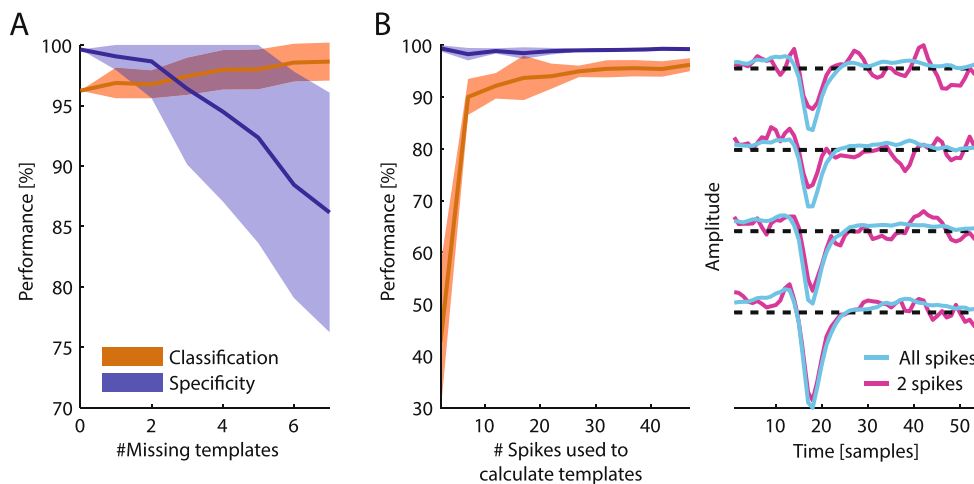 A
Performance [%]
100
95
90
85
80
75
70
0
2
4
6
#Missing templates
Classification
Specificity
B
Performance [%]
100
90
80
70
60
50
40
30
10
20
30
40
# Spikes used to
calculate templates
Amplitude
All spikes
2 spikes
10
20
30
40
50
Time [samples]